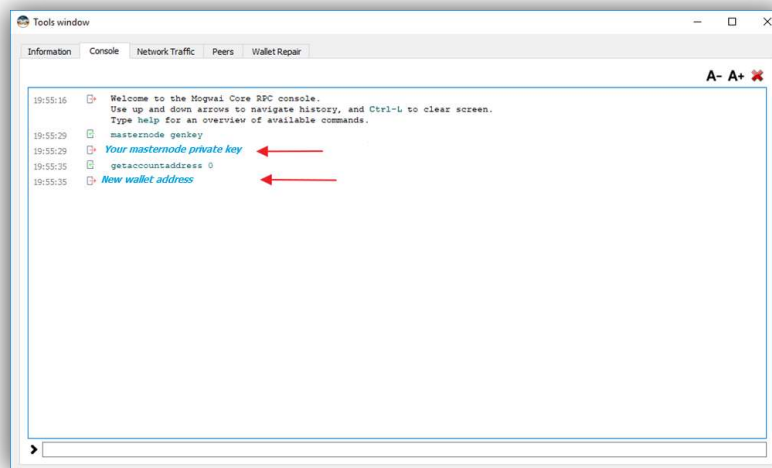 Tools window
Information Console Network Traffic Peers Wallet Repair
A- A+
19:55:16 Welcome to the Mogwai Core RPC console.
Use up and down arrows to navigate history, and Ctrl-L to clear screen.
Type help for an overview of available commands.
19:55:29 masternode genkey
19:55:29 Your masternode private key
19:55:35 getaccountaddress 0
19:55:35 New wallet address